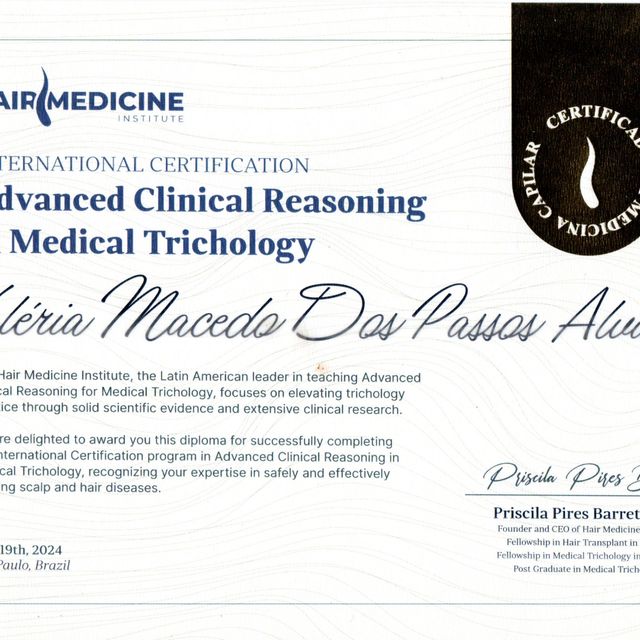 AIR MEDICINE
INSTITUTE
NTERNATIONAL CERTIFICATION
dvanced Clinical Reasoning
Medical Trichology
léria Macedo Dos Passos Alv
Hair Medicine Institute, the Latin American leader in teaching Advanced
cal Reasoning for Medical Trichology, focuses on elevating trichology
ice through solid scientific evidence and extensive clinical research.
re delighted to award you this diploma for successfully completing
nternational Certification program in Advanced Clinical Reasoning in
cal Trichology, recognizing your expertise in safely and effectively
ng scalp and hair diseases.
19th, 2024
Paulo, Brazil
CERTIFICAD
MEDICINA CAPILAR
Priscila Pires B
Priscila Pires Barret
Founder and CEO of Hair Medicine
Fellowship in Hair Transplant in
Fellowship in Medical Trichology in
Post Graduate in Medical Tricho